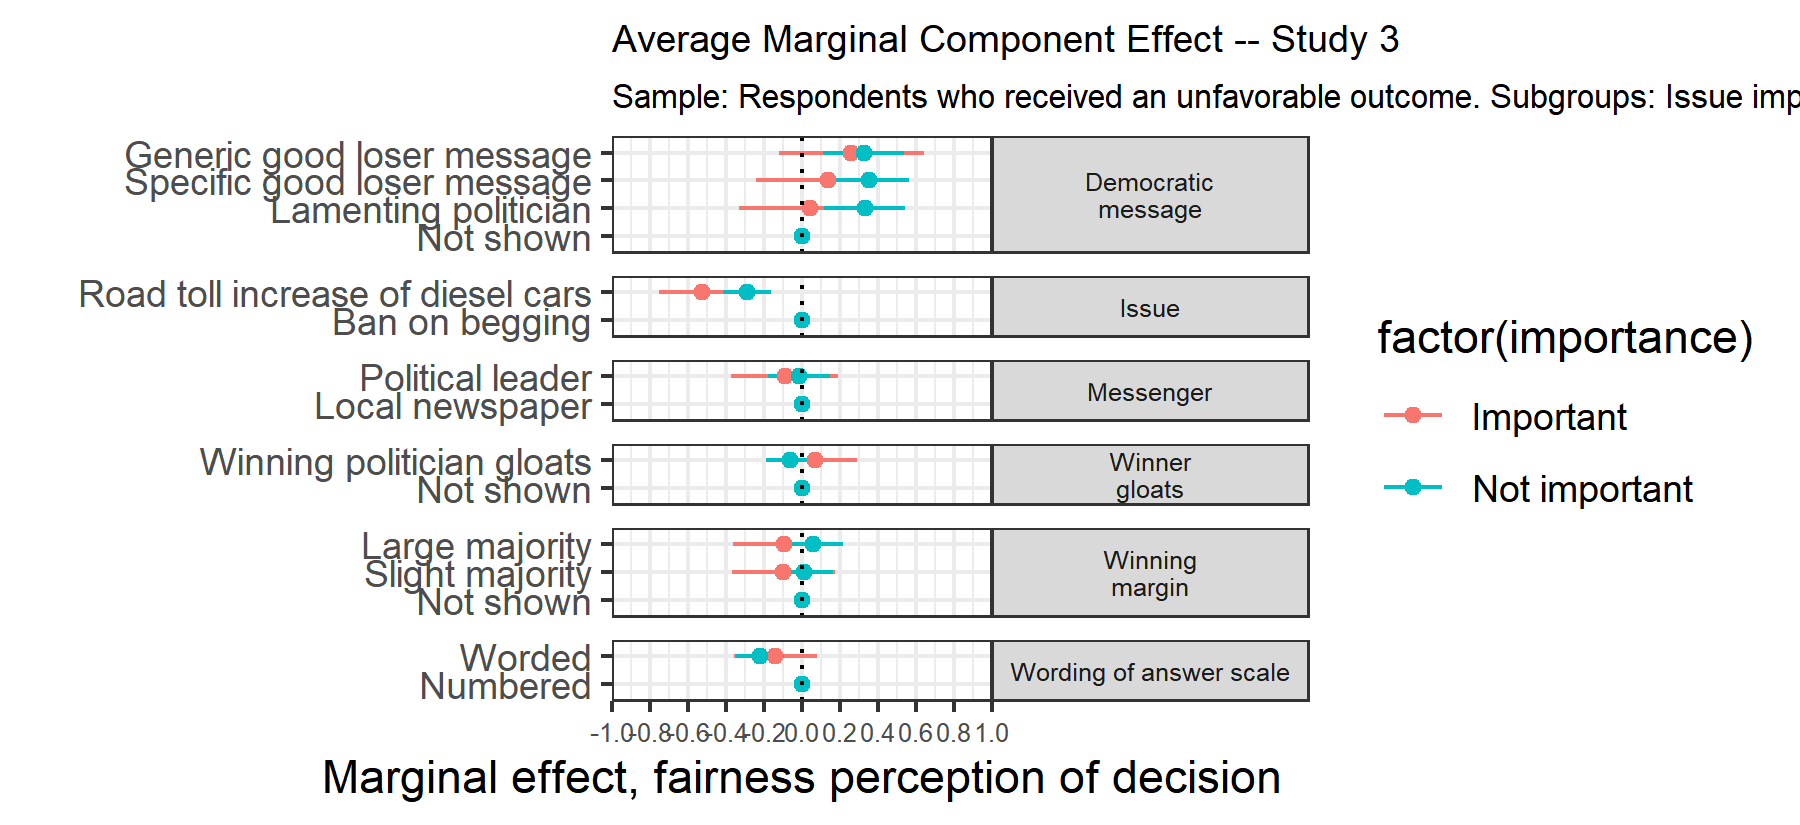 Average Marginal Component Effect -- Study 3
Sample: Respondents who received an unfavorable outcome. Subgroups: Issue imp
Generic good loser message
Specific good loser message
Lamenting politician
Not shown
Democratic
message
Road toll increase of diesel cars
Ban on begging
Issue
Political leader
Local newspaper
Messenger
Winning politician gloats
Not shown
Winner
gloats
Large majority
Slight majority
Not shown
Winning
margin
Worded
Numbered
Wording of answer scale
-1.0 -0.8 -0.6 -0.4 -0.2 0.0 0.2 0.4 0.6 0.8 1.0
Marginal effect, fairness perception of decision
factor(importance)
Important
Not important